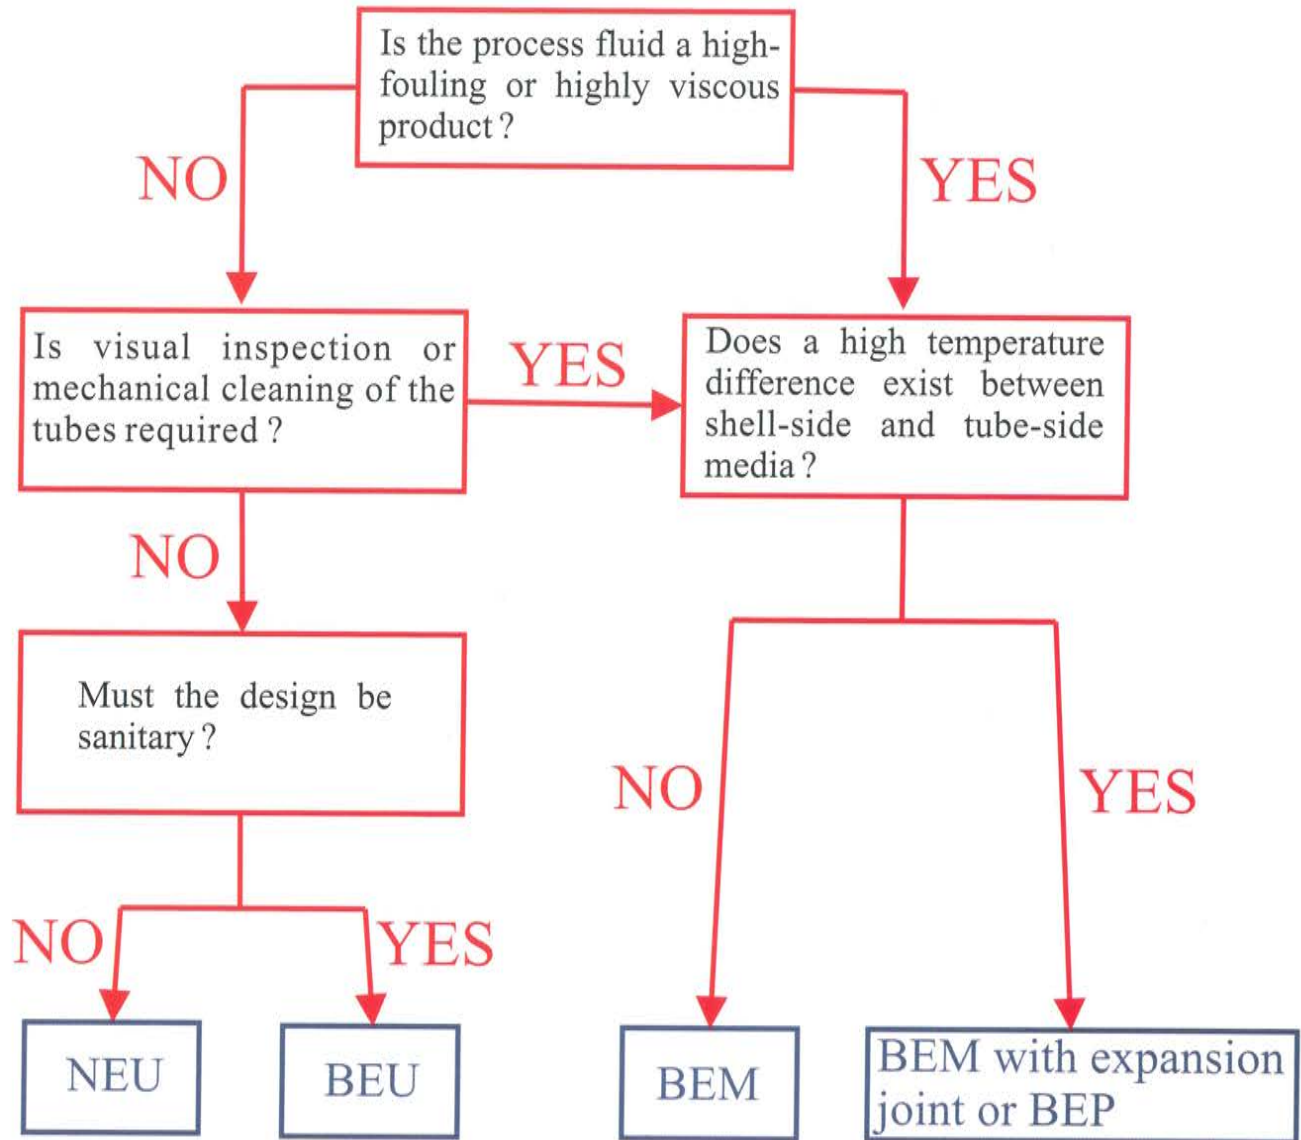 Is the process fluid a high-
fouling or highly viscous
product ?
NO
YES
Is visual inspection or
mechanical cleaning of the
tubes required ?
YES
Does a high temperature
difference exist between
shell-side and tube-side
media ?
NO
Must the design be
sanitary ?
NO
YES
NO
YES
NEU
BEU
BEM
BEM with expansion
joint or BEP